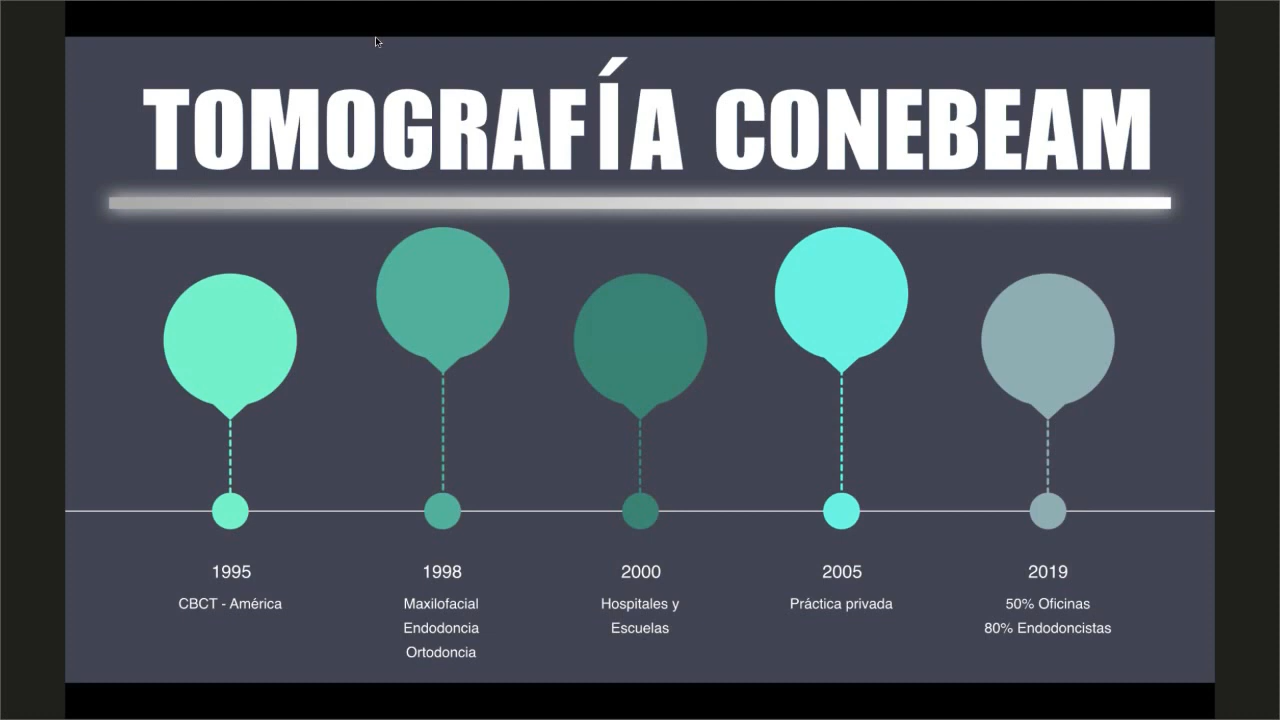 TOMOGRAFÍA CONEBEAM
1995
CBCT - América
1998
Maxilofacial
Endodoncia
Ortodoncia
2000
Hospitales y
Escuelas
2005
Práctica privada
2019
50% Oficinas
80% Endodoncistas